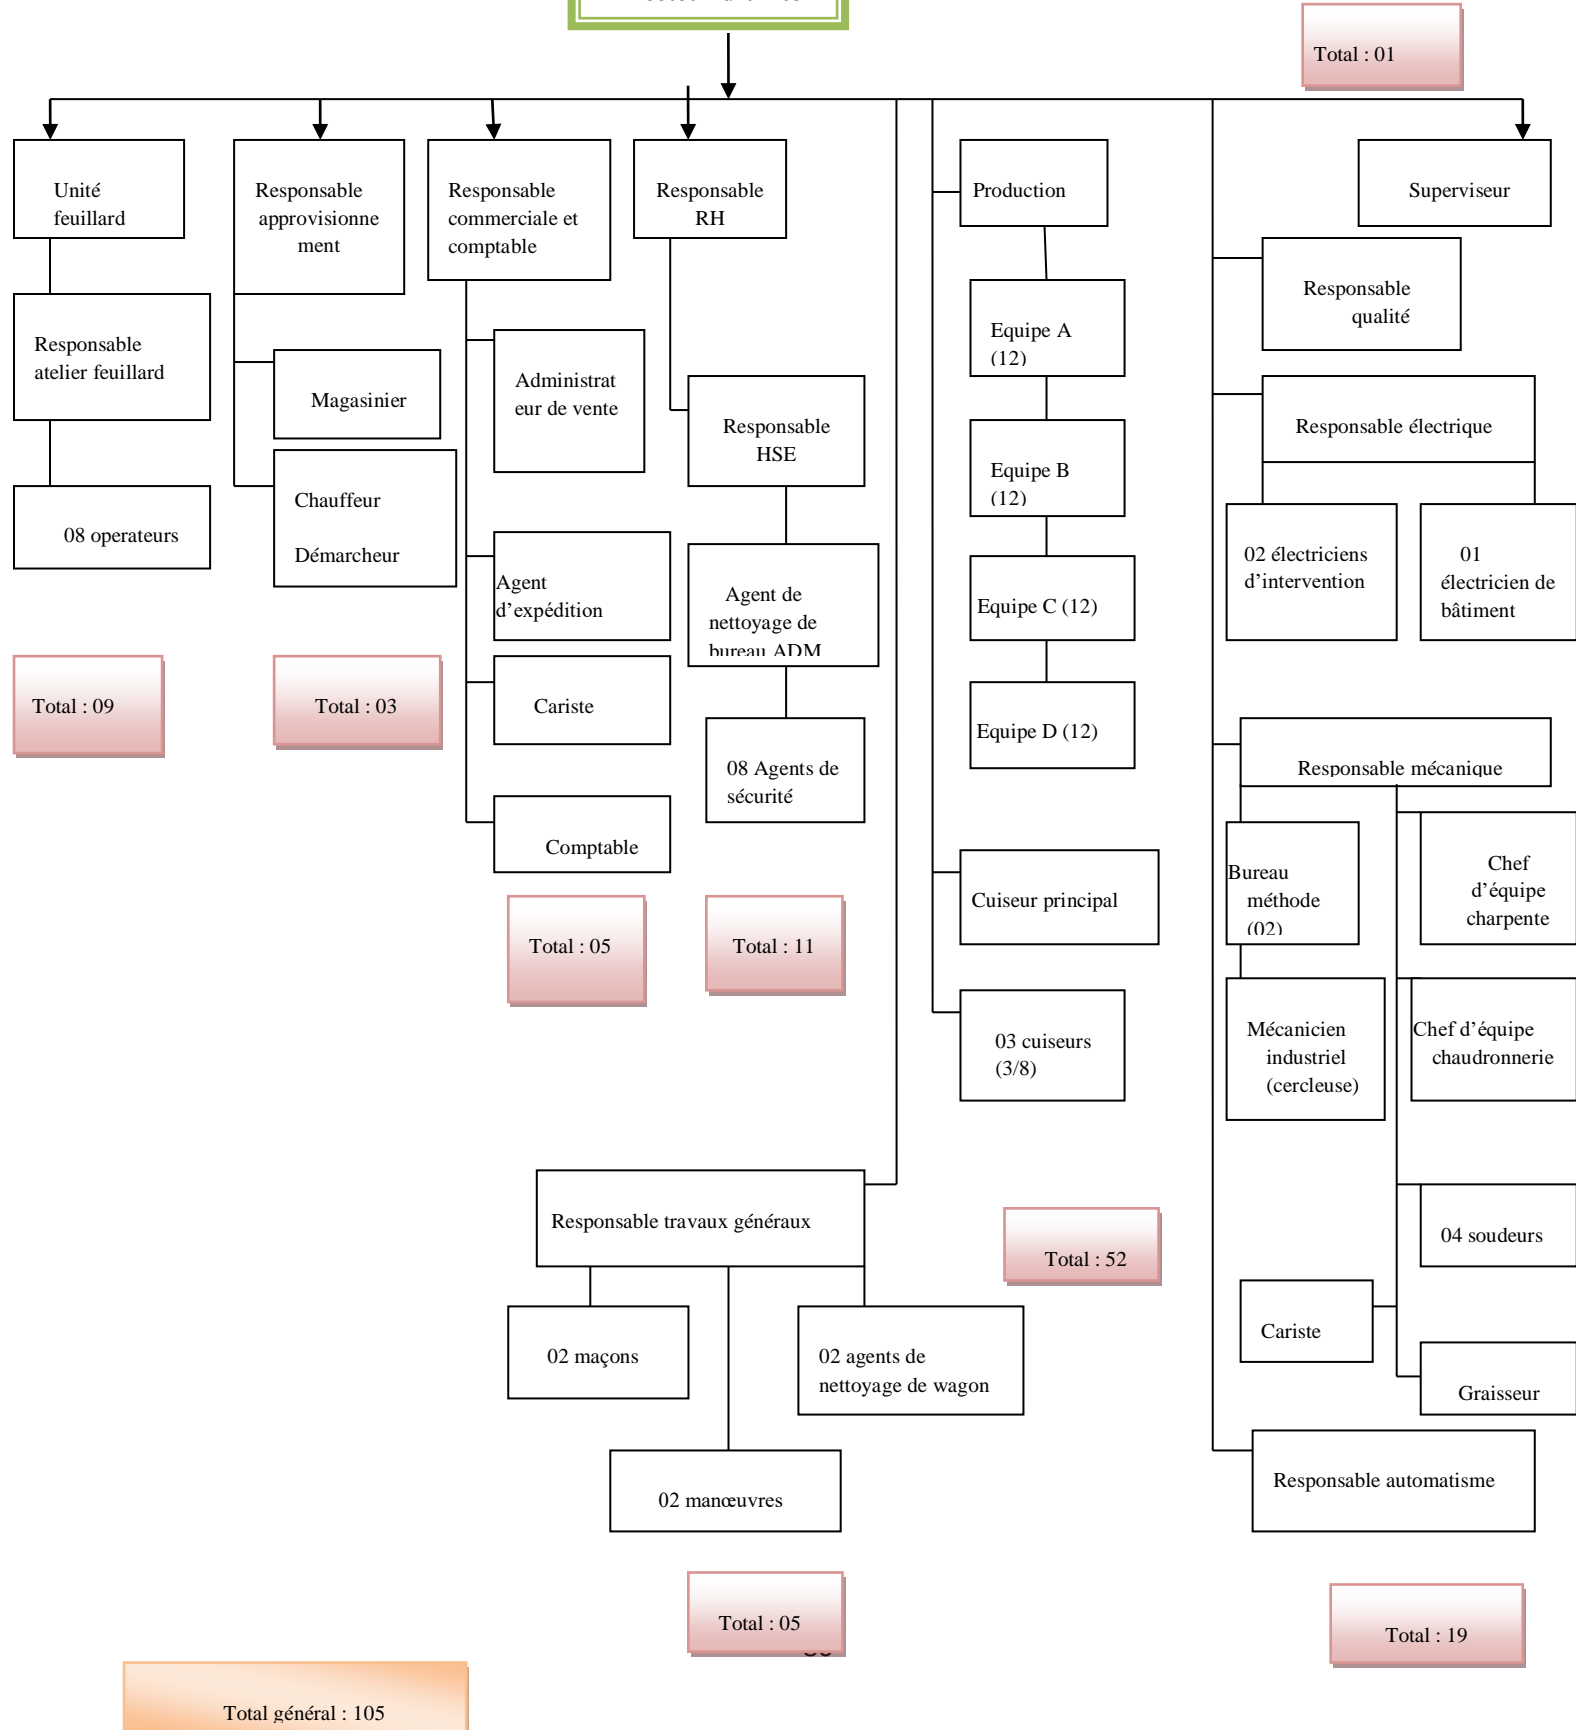 Total : 01
Unité
feuillard
Responsable
approvisionne
ment
Responsable
commerciale et
comptable
Responsable
RH
Production
Superviseur
Responsable
qualité
Responsable
atelier feuillard
Magasinier
Administrat
eur de vente
Responsable
HSE
Equipe A
(12)
Responsable électrique
08 operateurs
Chauffeur
Démarcheur
Equipe B
(12)
Agent
d’expédition
Agent de
nettoyage de
bureau ADM
Equipe C (12)
02 électriciens
d’intervention
01
électricien de
bâtiment
Total : 09
Total : 03
Cariste
08 Agents de
sécurité
Equipe D (12)
Responsable mécanique
Comptable
Cuiseur principal
Bureau
méthode
(02)
Chef
d’équipe
charpente
Total : 05
Total : 11
03 cuiseurs
(3/8)
Mécanicien
industriel
(cercleuse)
Chef d’équipe
chaudronnerie
Responsable travaux généraux
Total : 52
04 soudeurs
Cariste
02 maçons
02 agents de
nettoyage de wagon
Graisseur
02 manœuvres
Responsable automatisme
Total : 05
Total : 19
Total général : 105